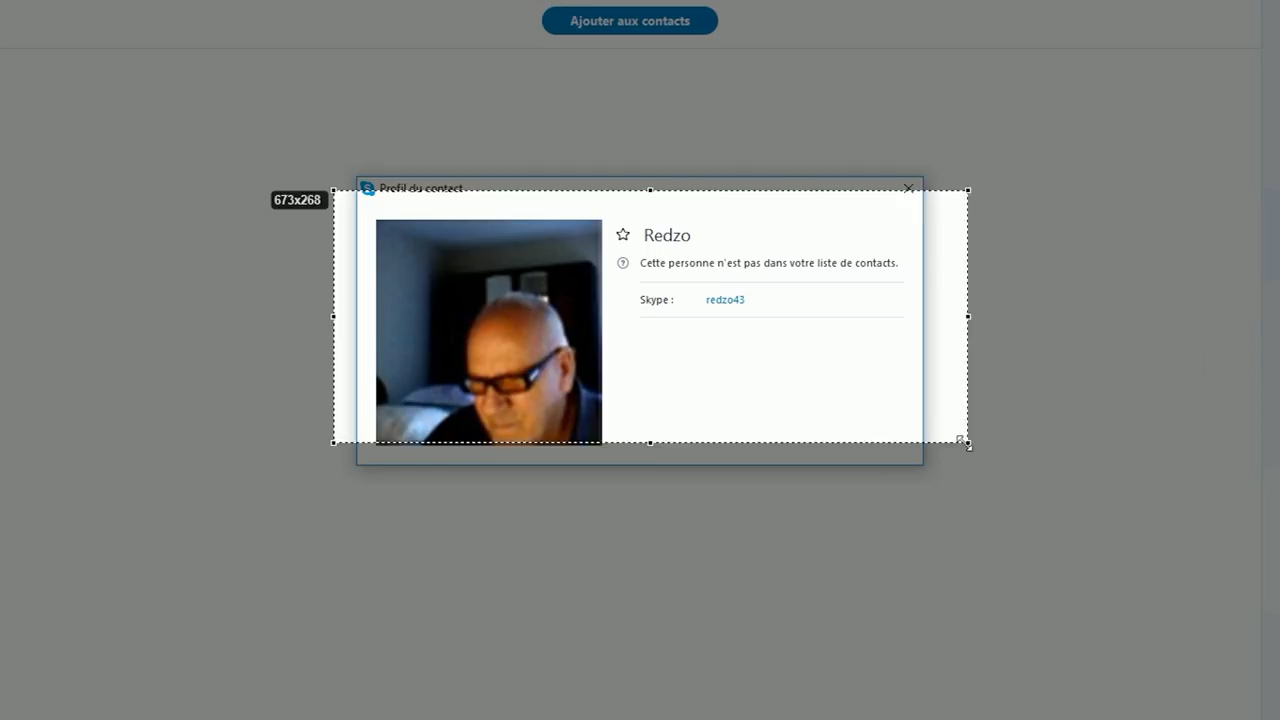 Ajouter aux contacts
Profil du contact
673x268
Redzo
Cette personne n'est pas dans votre liste de contacts.
Skype : redzo43